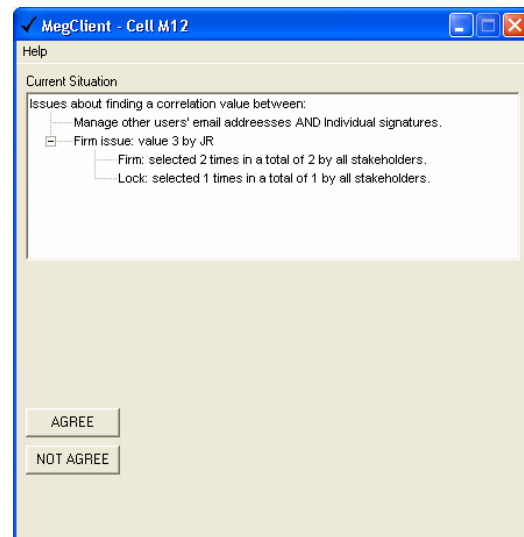 MegClient - Cell M12
Help
Current Situation
Issues about finding a correlation value between:
Manage other users' email addreesses AND Individual signatures.
Firm issue: value 3 by JR
Firm: selected 2 times in a total of 2 by all stakeholders.
Lock: selected 1 times in a total of 1 by all stakeholders.
AGREE
NOT AGREE